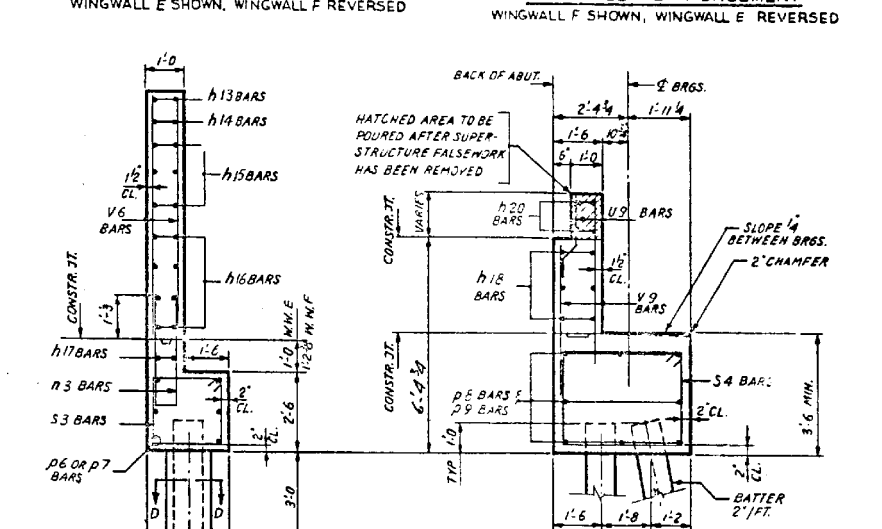 WINGWALL E SHOWN, WINGWALL F REVERSED
WINGWALL F SHOWN, WINGWALL E REVERSED
1'-0
h13 BARS
h14 BARS
h15 BARS
1½" CL.
V6
BARS
CONSTR. JT.
1'-3
h16 BARS
h17 BARS
n3 BARS
S3 BARS
p6 OR p7
BARS
1'-6
1'-0 W.W.E
W.W.F
2" CL.
2'-6
2" CL.
3'-0
D
D
BACK OF ABUT.
℄ BRGS.
2'-4¾
1'-11¼
1'-6
6"
1'-0
HATCHED AREA TO BE
POURED AFTER SUPER-
STRUCTURE FALSEWORK
HAS BEEN REMOVED
CONSTR. JT.
VARIES
h20
BARS
U9 BARS
SLOPE ¼"
BETWEEN BRGS.
2" CHAMFER
1½" CL.
h18
BARS
V9
BARS
CONSTR. JT.
6'-4¾
p8 BARS
p9 BARS
S4 BARS
2" CL.
3'-6 MIN.
TYP 1'-0
2" CL.
BATTER
2"/FT.
1'-6
1'-8
1'-2